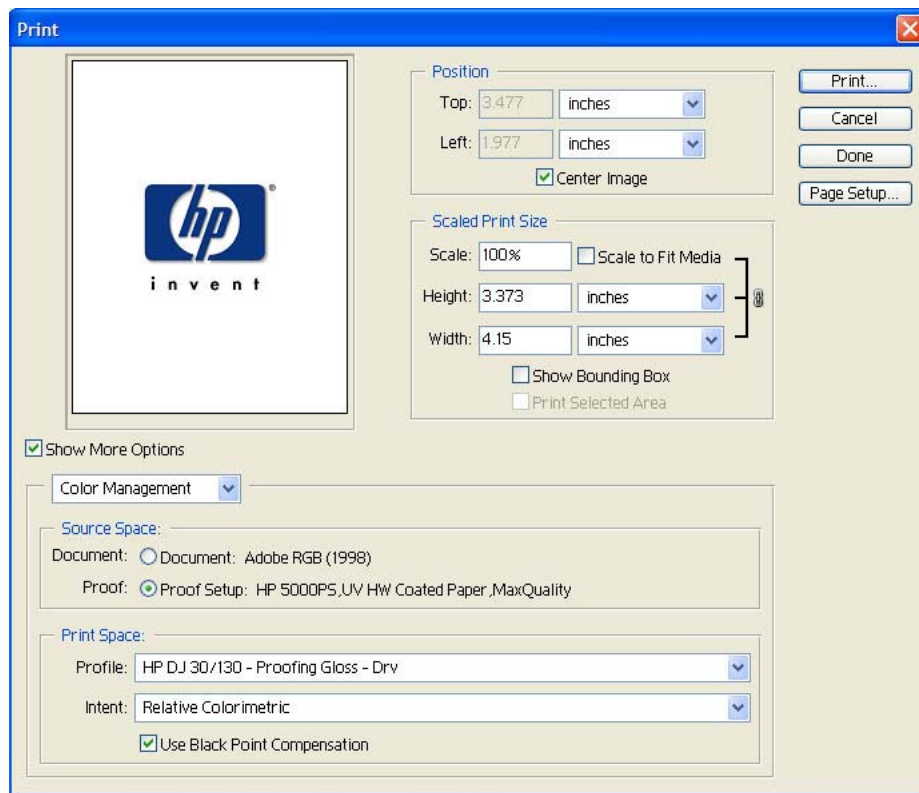 Print
hp
®
invent
Position
Top: 3.477 inches
Left: 1.977 inches
Center Image
Scaled Print Size
Scale: 100% Scale to Fit Media
Height: 3.373 inches
Width: 4.15 inches
Show Bounding Box
Print Selected Area
Print...
Cancel
Done
Page Setup...
Show More Options
Color Management
Source Space:
Document: Document: Adobe RGB (1998)
Proof: Proof Setup: HP 5000PS,UV HW Coated Paper,MaxQuality
Print Space:
Profile: HP DJ 30/130 - Proofing Gloss - Drv
Intent: Relative Colorimetric
Use Black Point Compensation